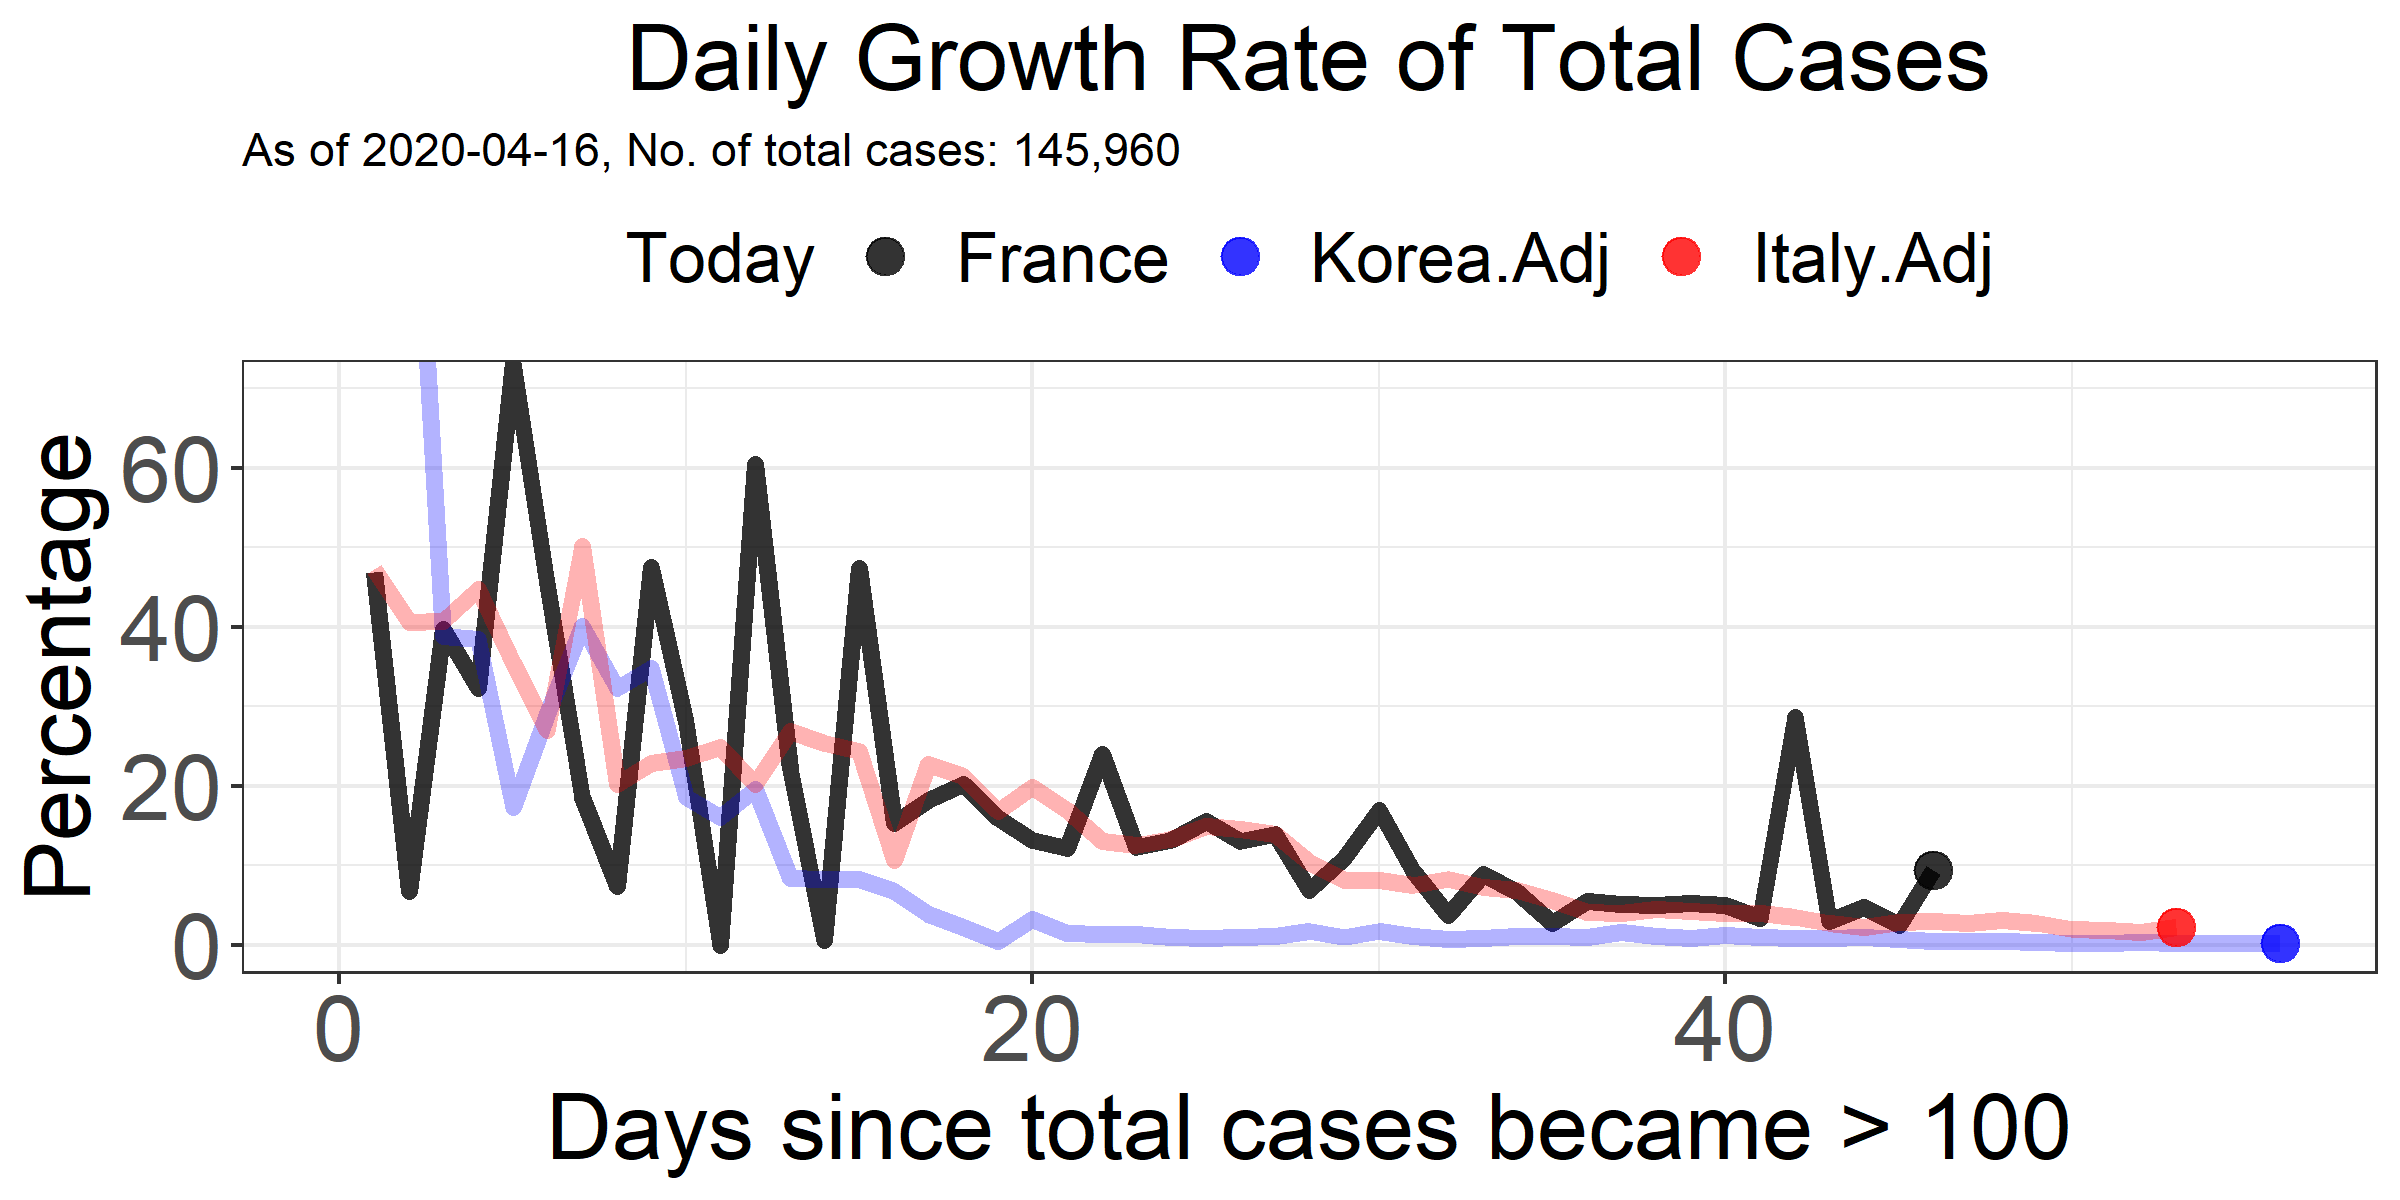 Daily Growth Rate of Total Cases
As of 2020-04-16, No. of total cases: 145,960
Today France Korea.Adj Italy.Adj
Percentage
60
40
20
0
0 20 40
Days since total cases became > 100